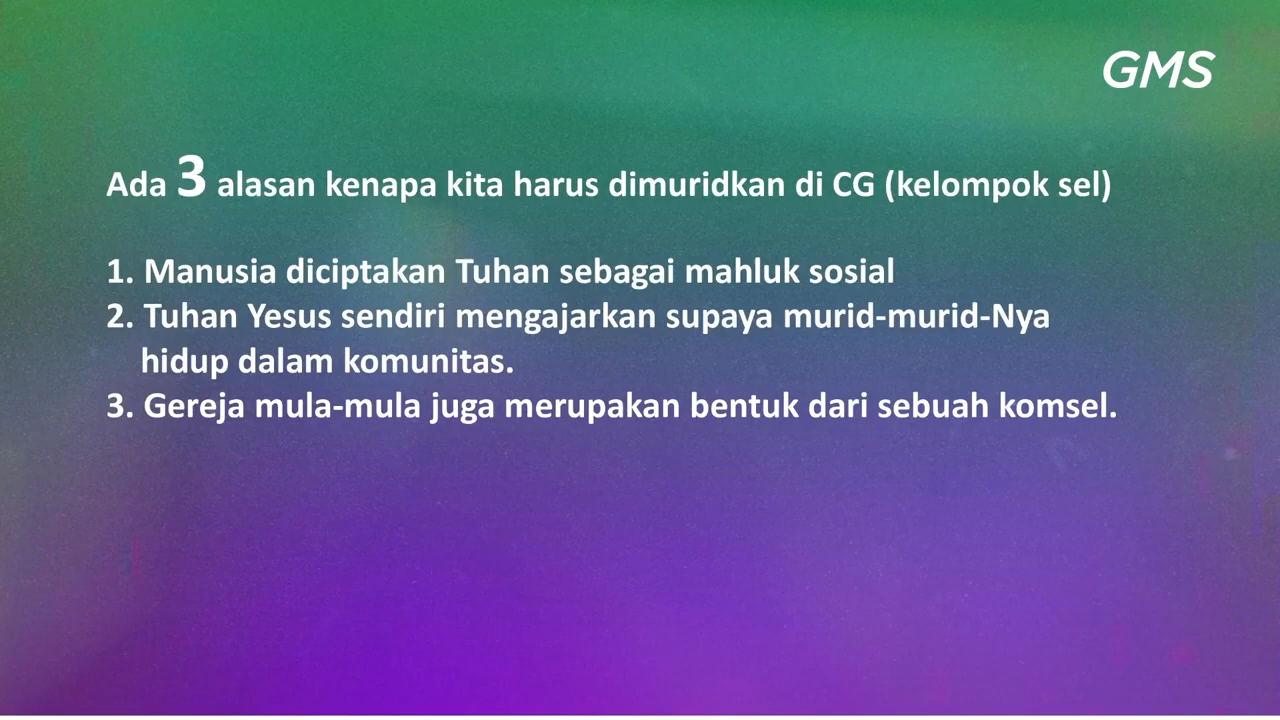 GMS
Ada 3 alasan kenapa kita harus dimuridkan di CG (kelompok sel)
1. Manusia diciptakan Tuhan sebagai mahluk sosial
2. Tuhan Yesus sendiri mengajarkan supaya murid-murid-Nya
hidup dalam komunitas.
3. Gereja mula-mula juga merupakan bentuk dari sebuah komsel.